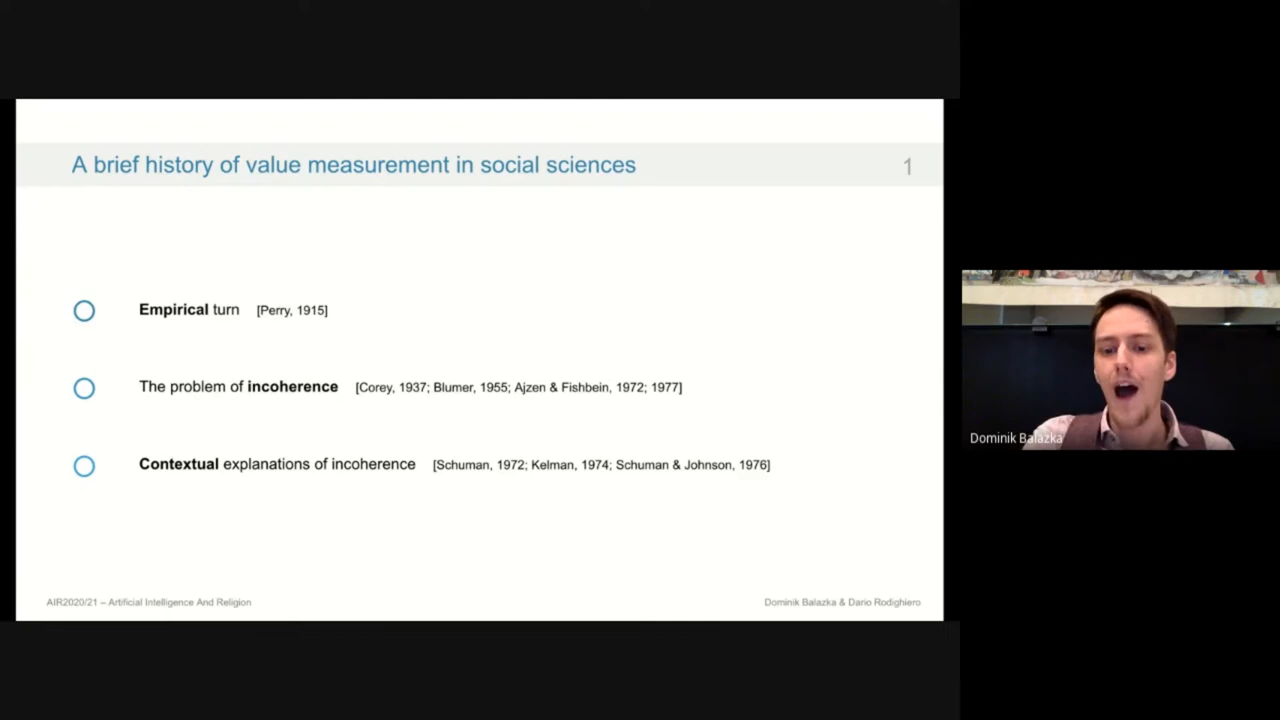 A brief history of value measurement in social sciences
1
Empirical turn [Perry, 1915]
The problem of incoherence [Corey, 1937; Blumer, 1955; Ajzen & Fishbein, 1972; 1977]
Contextual explanations of incoherence [Schuman, 1972; Kelman, 1974; Schuman & Johnson, 1976]
AIR2020/21 – Artificial Intelligence And Religion
Dominik Balazka & Dario Rodighiero
Dominik Balazka